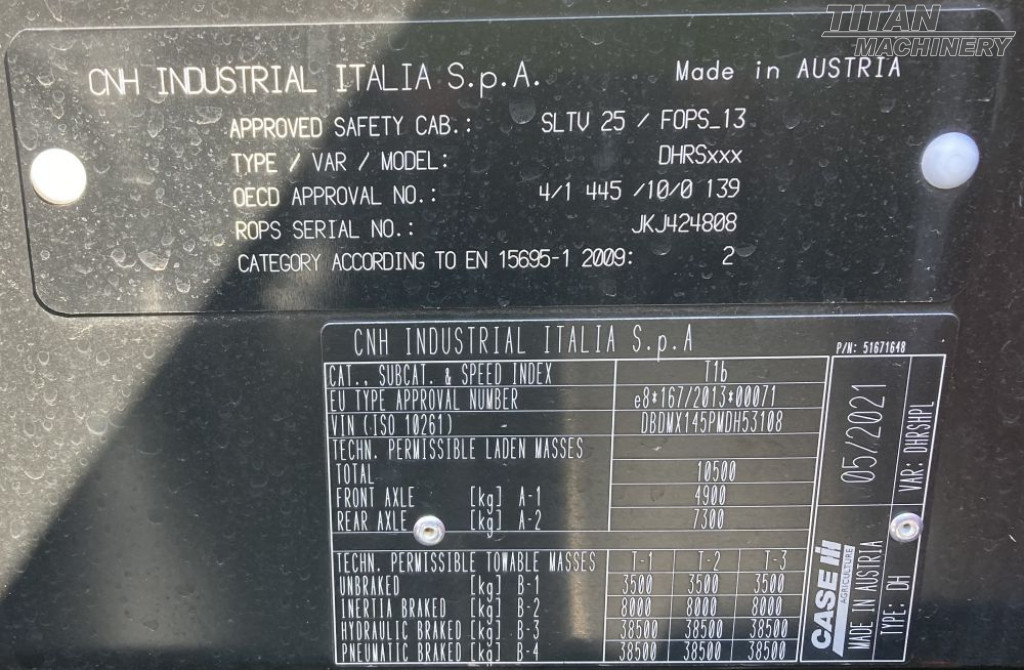 TITAN
MACHINERY
CNH INDUSTRIAL ITALIA S.p.A. Made in AUSTRIA
APPROVED SAFETY CAB.: SLTV 25 / FOPS_13
TYPE / VAR / MODEL: DHRSxxx
OECD APPROVAL NO.: 4/1 445 /10/0 139
ROPS SERIAL NO.: JKJ424808
CATEGORY ACCORDING TO EN 15695-1 2009: 2
CNH INDUSTRIAL ITALIA S.p.A P/N: 51671648
CAT., SUBCAT. & SPEED INDEX T1b
EU TYPE APPROVAL NUMBER e8*167/2013*00071
VIN (ISO 10261) DBDMX145PMDH53108
TECHN. PERMISSIBLE LADEN MASSES
TOTAL 10500
FRONT AXLE [kg] A-1 4900
REAR AXLE [kg] A-2 7300
TECHN. PERMISSIBLE TOWABLE MASSES T-1 T-2 T-3
UNBRAKED [kg] B-1 3500 3500 3500
INERTIA BRAKED [kg] B-2 8000 8000 8000
HYDRAULIC BRAKED [kg] B-3 38500 38500 38500
PNEUMATIC BRAKED [kg] B-4 38500 38500 38500
CASE IH
AGRICULTURE
05/2021
MADE IN AUSTRIA
VAR: DHRSHPL
TYPE: DH